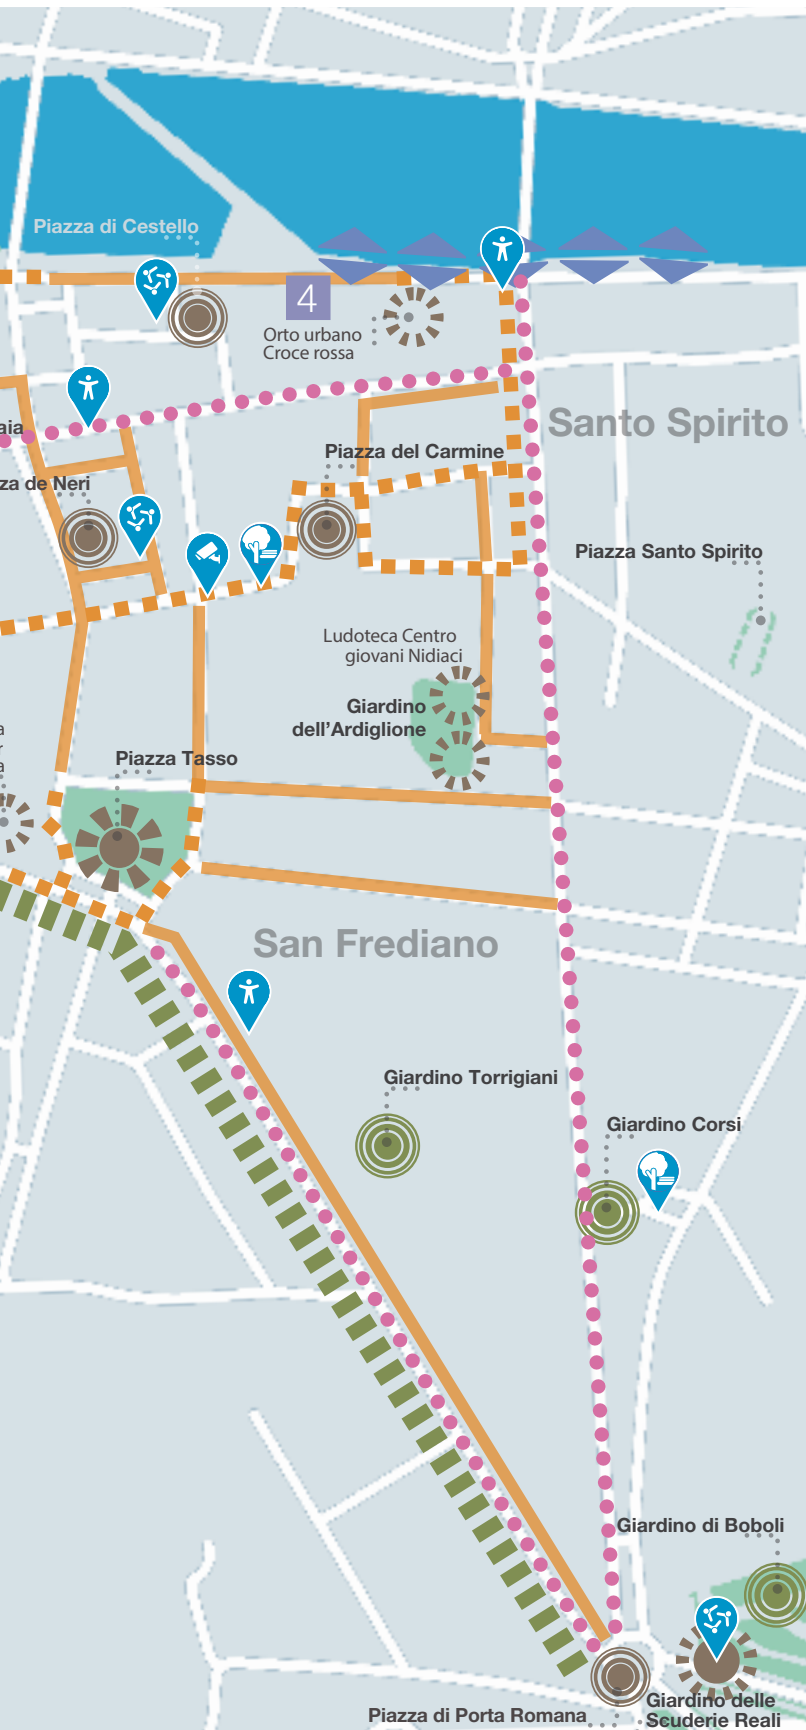 Piazza di Cestello
4
Orto urbano
Croce rossa
Santo Spirito
aia
Piazza del Carmine
za de Neri
Piazza Santo Spirito
Ludoteca Centro
giovani Nidiaci
Giardino
dell'Ardiglione
a
r
a
Piazza Tasso
San Frediano
Giardino Torrigiani
Giardino Corsi
Giardino di Boboli
Giardino delle
Scuderie Reali
Piazza di Porta Romana